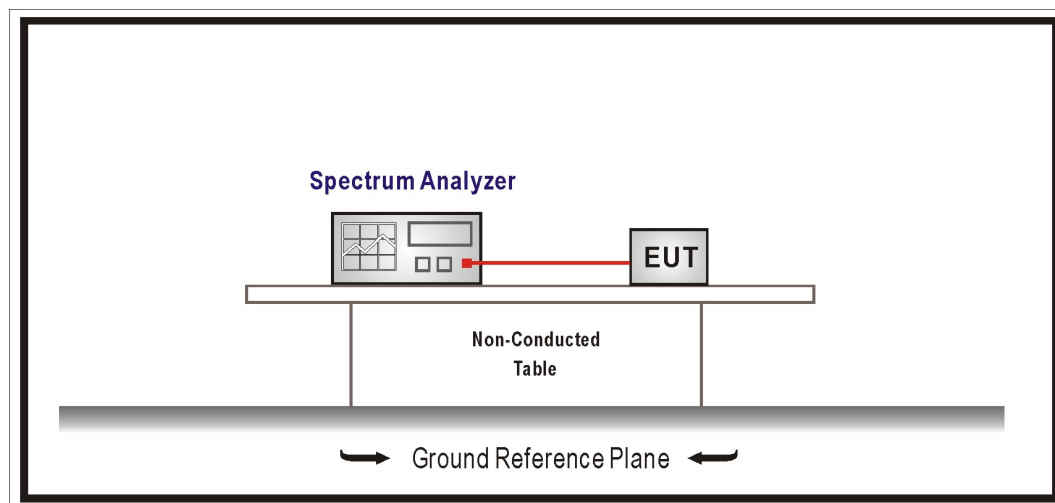 Spectrum Analyzer
EUT
Non-Conducted
Table
Ground Reference Plane